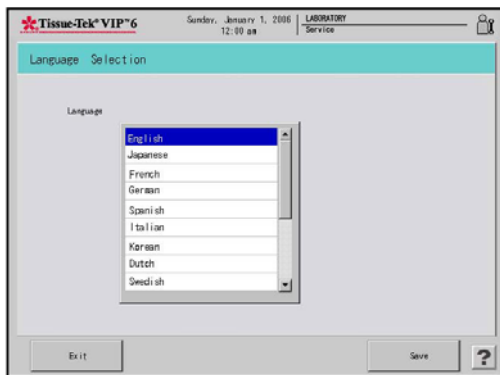 Tissue-Tek® VIP™6
Sunday, January 1, 2006
12:00 am
LABORATORY
Service
Language Selection
Language
English
Japanese
French
German
Spanish
Italian
Korean
Dutch
Swedish
Exit
Save
?